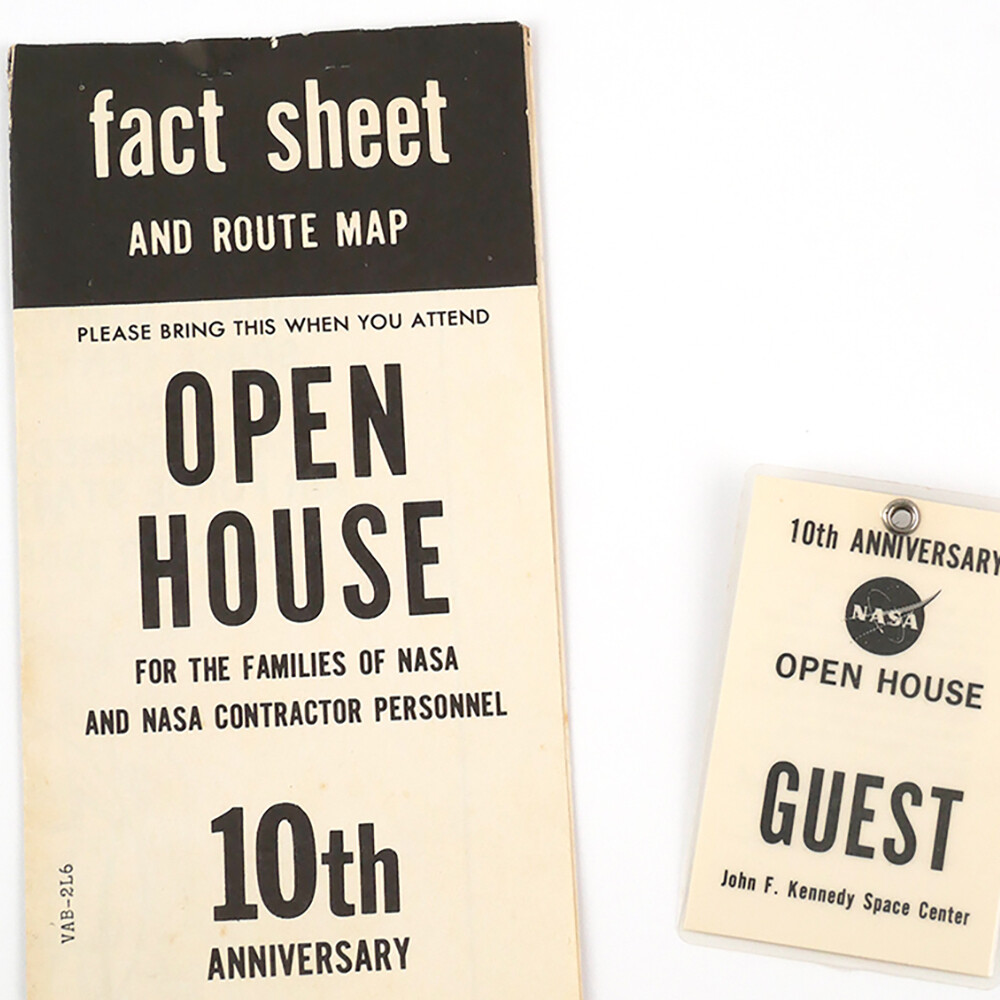 fact sheet
AND ROUTE MAP
PLEASE BRING THIS WHEN YOU ATTEND
OPEN
HOUSE
FOR THE FAMILIES OF NASA
AND NASA CONTRACTOR PERSONNEL
10th
ANNIVERSARY
VAB-2L6
10th ANNIVERSARY
NASA
OPEN HOUSE
GUEST
John F. Kennedy Space Center